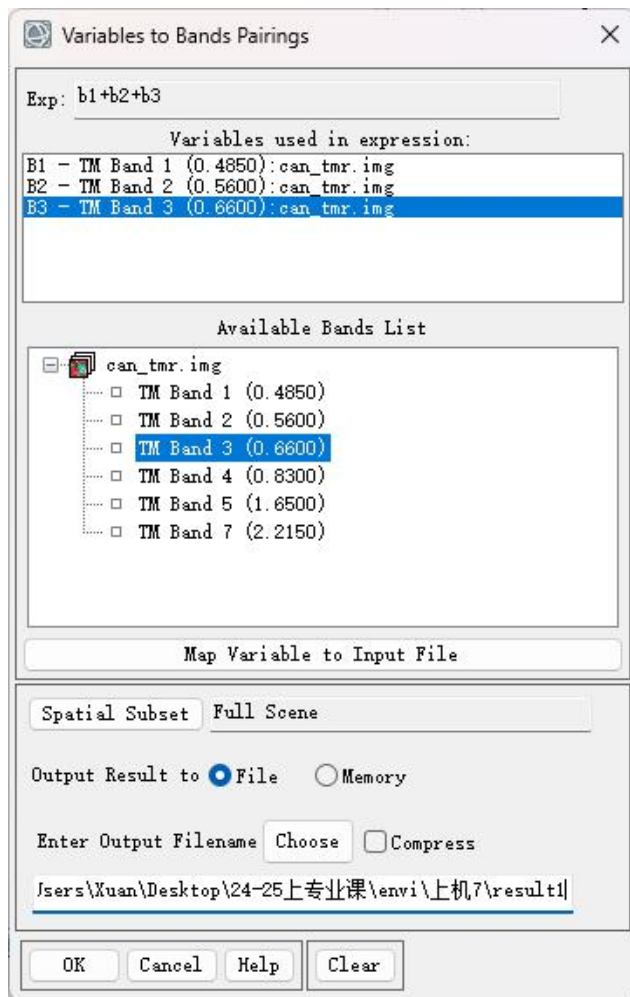 Variables to Bands Pairings
Exp: b1+b2+b3
Variables used in expression:
B1 - TM Band 1 (0.4850):can_tmr.img
B2 - TM Band 2 (0.5600):can_tmr.img
B3 - TM Band 3 (0.6600):can_tmr.img
Available Bands List
can_tmr.img
TM Band 1 (0.4850)
TM Band 2 (0.5600)
TM Band 3 (0.6600)
TM Band 4 (0.8300)
TM Band 5 (1.6500)
TM Band 7 (2.2150)
Map Variable to Input File
Spatial Subset Full Scene
Output Result to File Memory
Enter Output Filename Choose Compress
Jsers\Xuan\Desktop\24-25上专业课\envi\上机7\result1
OK Cancel Help Clear